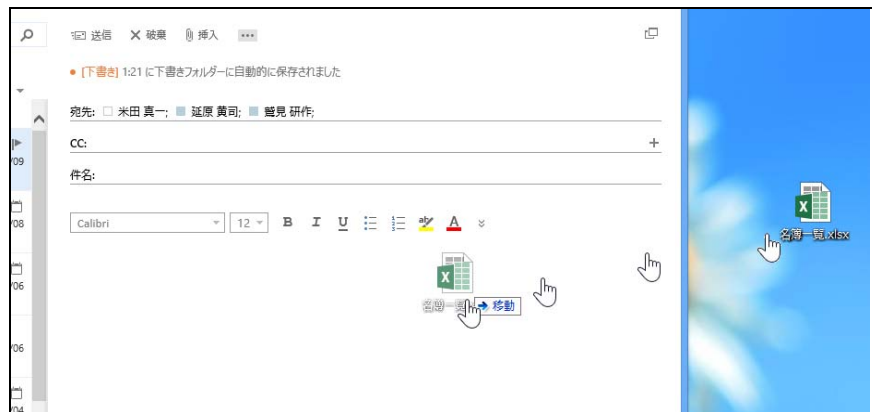 送信 破棄 挿入 •••
[下書き] 1:21 に下書きフォルダーに自動的に保存されました
宛先: 米田 真一; 延原 黄司; 鷲見 研作;
CC:
/09
件名:
名簿一覧.xlsx
/08
Calibri 12 B I U aby A
/06
移動
/06
/04